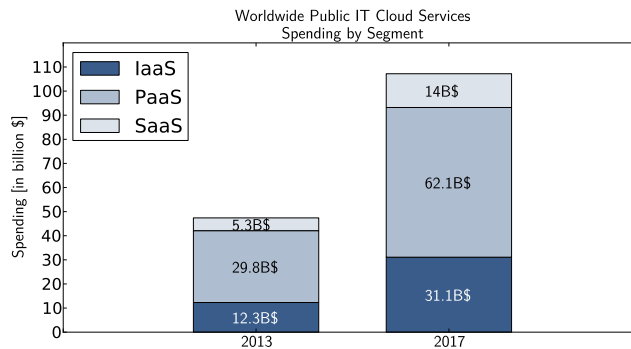 Worldwide Public IT Cloud Services
Spending by Segment
Spending [in billion $]
110
100
90
80
70
60
50
40
30
20
10
0
IaaS
PaaS
SaaS
5.3B$
29.8B$
12.3B$
14B$
62.1B$
31.1B$
2013
2017